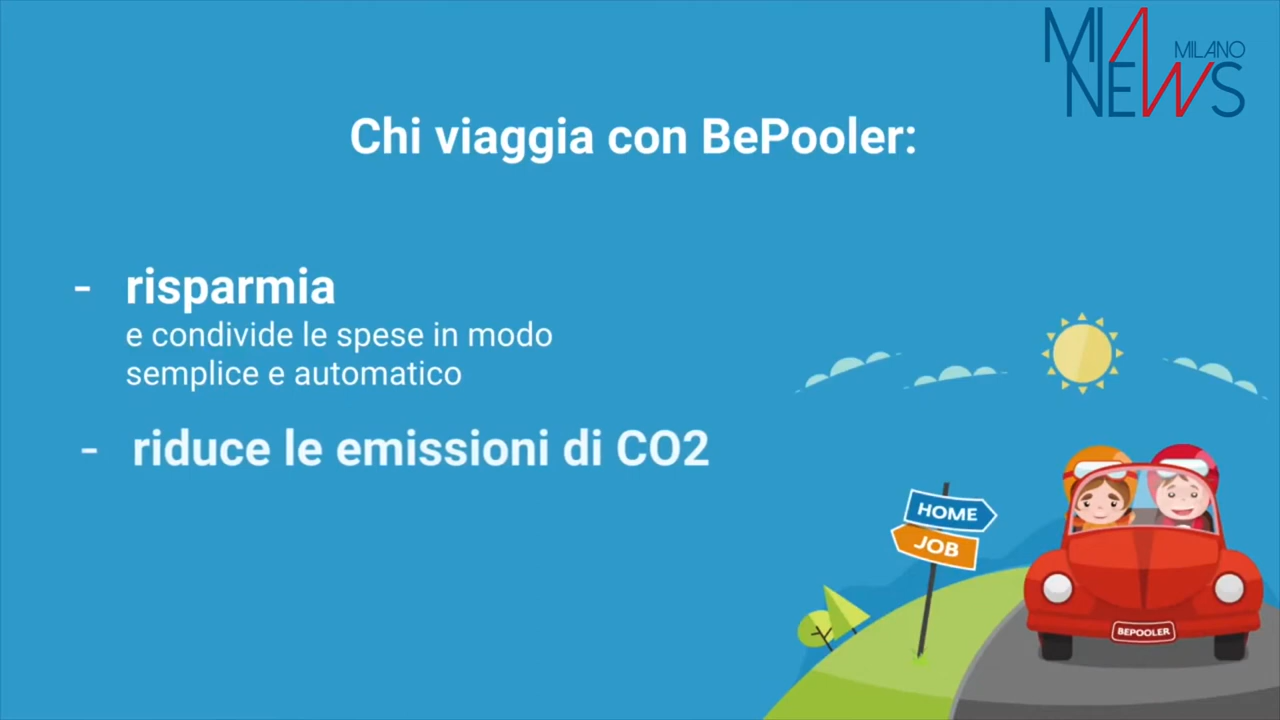 MIA
MILANO
NEWS
Chi viaggia con BePooler:
- risparmia
e condivide le spese in modo
semplice e automatico
- riduce le emissioni di CO2
HOME
JOB
BEPOOLER